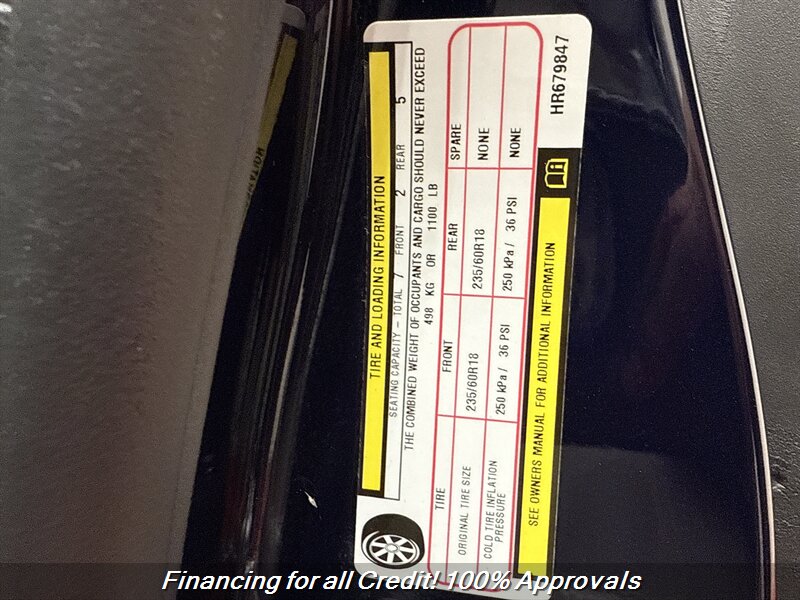 TIRE AND LOADING INFORMATION
SEATING CAPACITY - TOTAL 7 FRONT 2 REAR 5
THE COMBINED WEIGHT OF OCCUPANTS AND CARGO SHOULD NEVER EXCEED
498 KG OR 1100 LB
TIRE FRONT REAR SPARE
ORIGINAL TIRE SIZE 235/60R18 235/60R18 NONE
COLD TIRE INFLATION PRESSURE 250 kPa / 36 PSI 250 kPa / 36 PSI NONE
SEE OWNERS MANUAL FOR ADDITIONAL INFORMATION
HR679847
Financing for all Credit! 100% Approvals